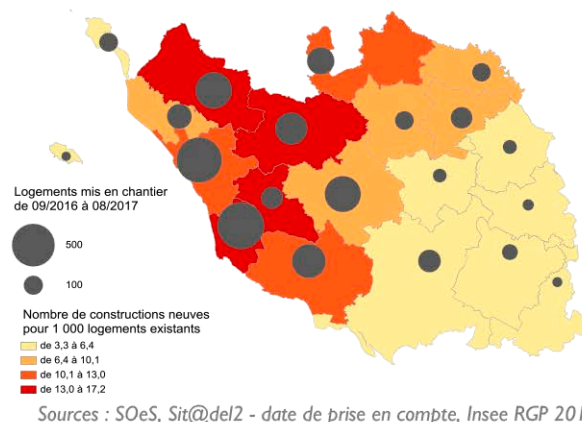 Logements mis en chantier
de 09/2016 à 08/2017
500
100
Nombre de constructions neuves
pour 1 000 logements existants
de 3,3 à 6,4
de 6,4 à 10,1
de 10,1 à 13,0
de 13,0 à 17,2
Sources : SOeS, Sit@del2 - date de prise en compte, Insee RGP 201